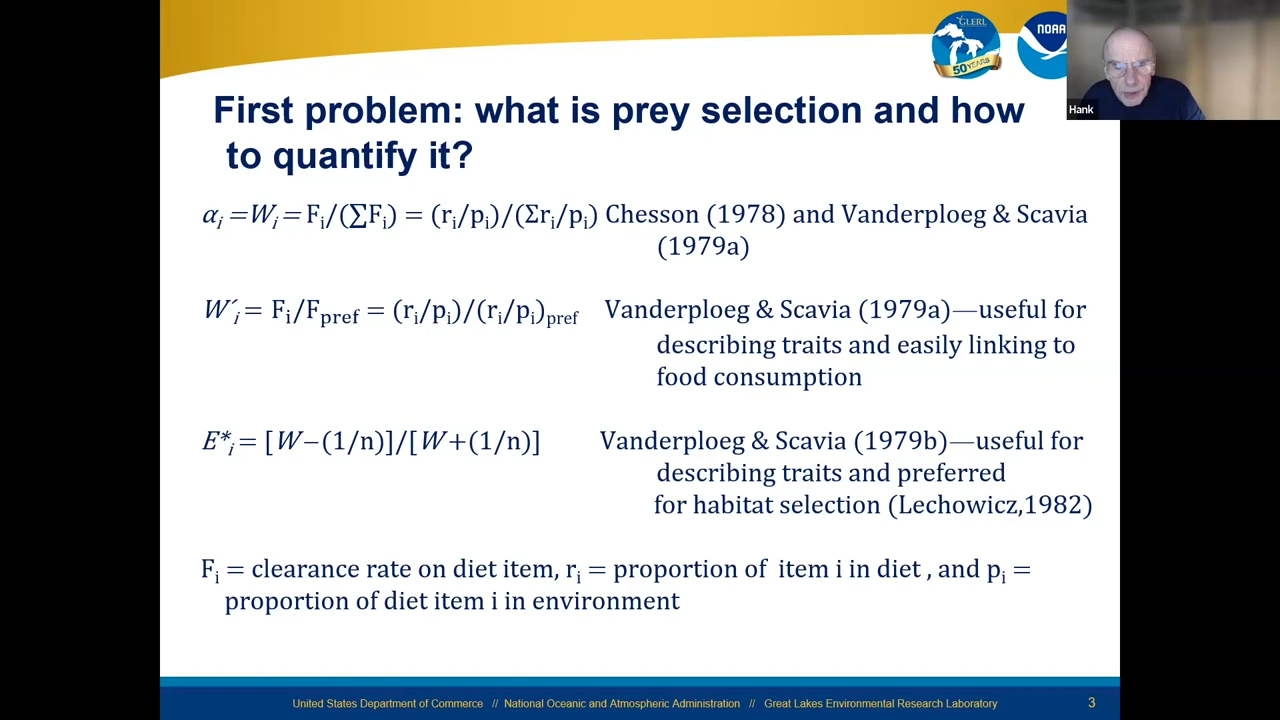 GLERL
50 YEARS
NOAA
Hank
First problem: what is prey selection and how
to quantify it?
αᵢ =Wᵢ= Fᵢ/(∑Fᵢ) = (rᵢ/pᵢ)/(Σrᵢ/pᵢ) Chesson (1978) and Vanderploeg & Scavia
(1979a)
W´ᵢ = Fᵢ/Fpref = (rᵢ/pᵢ)/(rᵢ/pᵢ)pref Vanderploeg & Scavia (1979a)—useful for
describing traits and easily linking to
food consumption
E*ᵢ = [W−(1/n)]/[W+(1/n)] Vanderploeg & Scavia (1979b)—useful for
describing traits and preferred
for habitat selection (Lechowicz,1982)
Fᵢ = clearance rate on diet item, rᵢ = proportion of item i in diet , and pᵢ =
proportion of diet item i in environment
United States Department of Commerce // National Oceanic and Atmospheric Administration // Great Lakes Environmental Research Laboratory 3